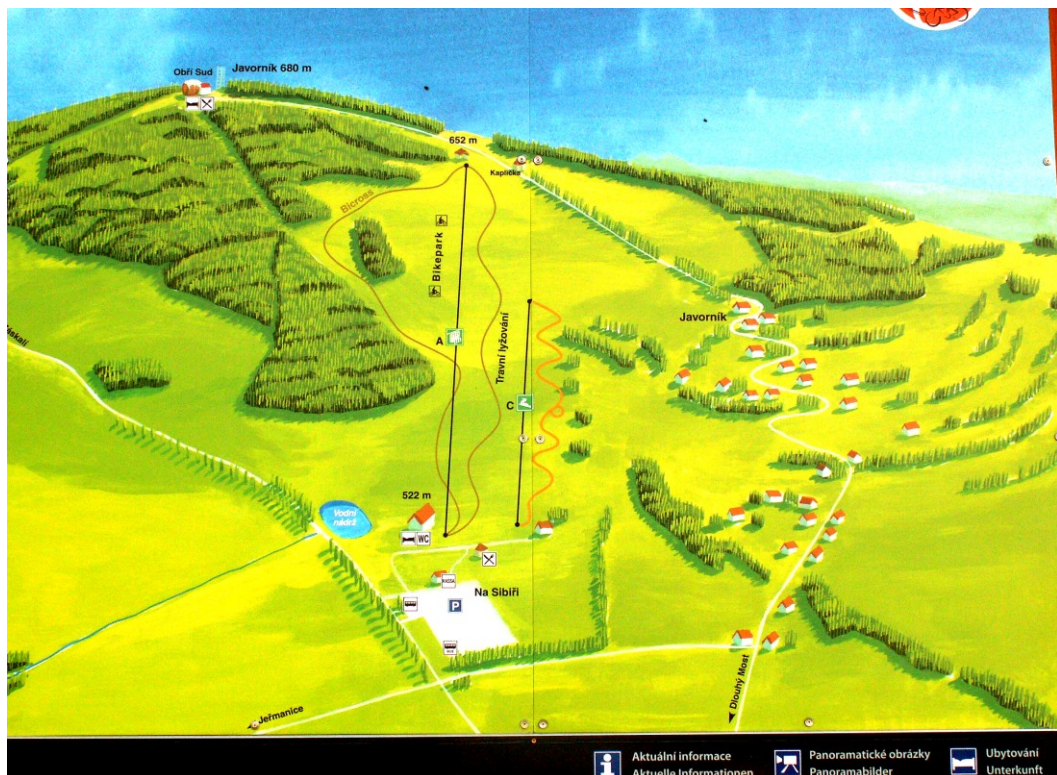 Obří Sud
Javorník 680 m
652 m
Kaplička
Bicross
Bikepark
Travní lyžování
Javorník
A
C
522 m
Vodní
nádrž
WC
KASSA
Na Sibiři
P
Jeřmanice
Dlouhý Most
Aktuální informace
Aktuelle Informationen
Panoramatické obrázky
Panoramabilder
Ubytování
Unterkunft